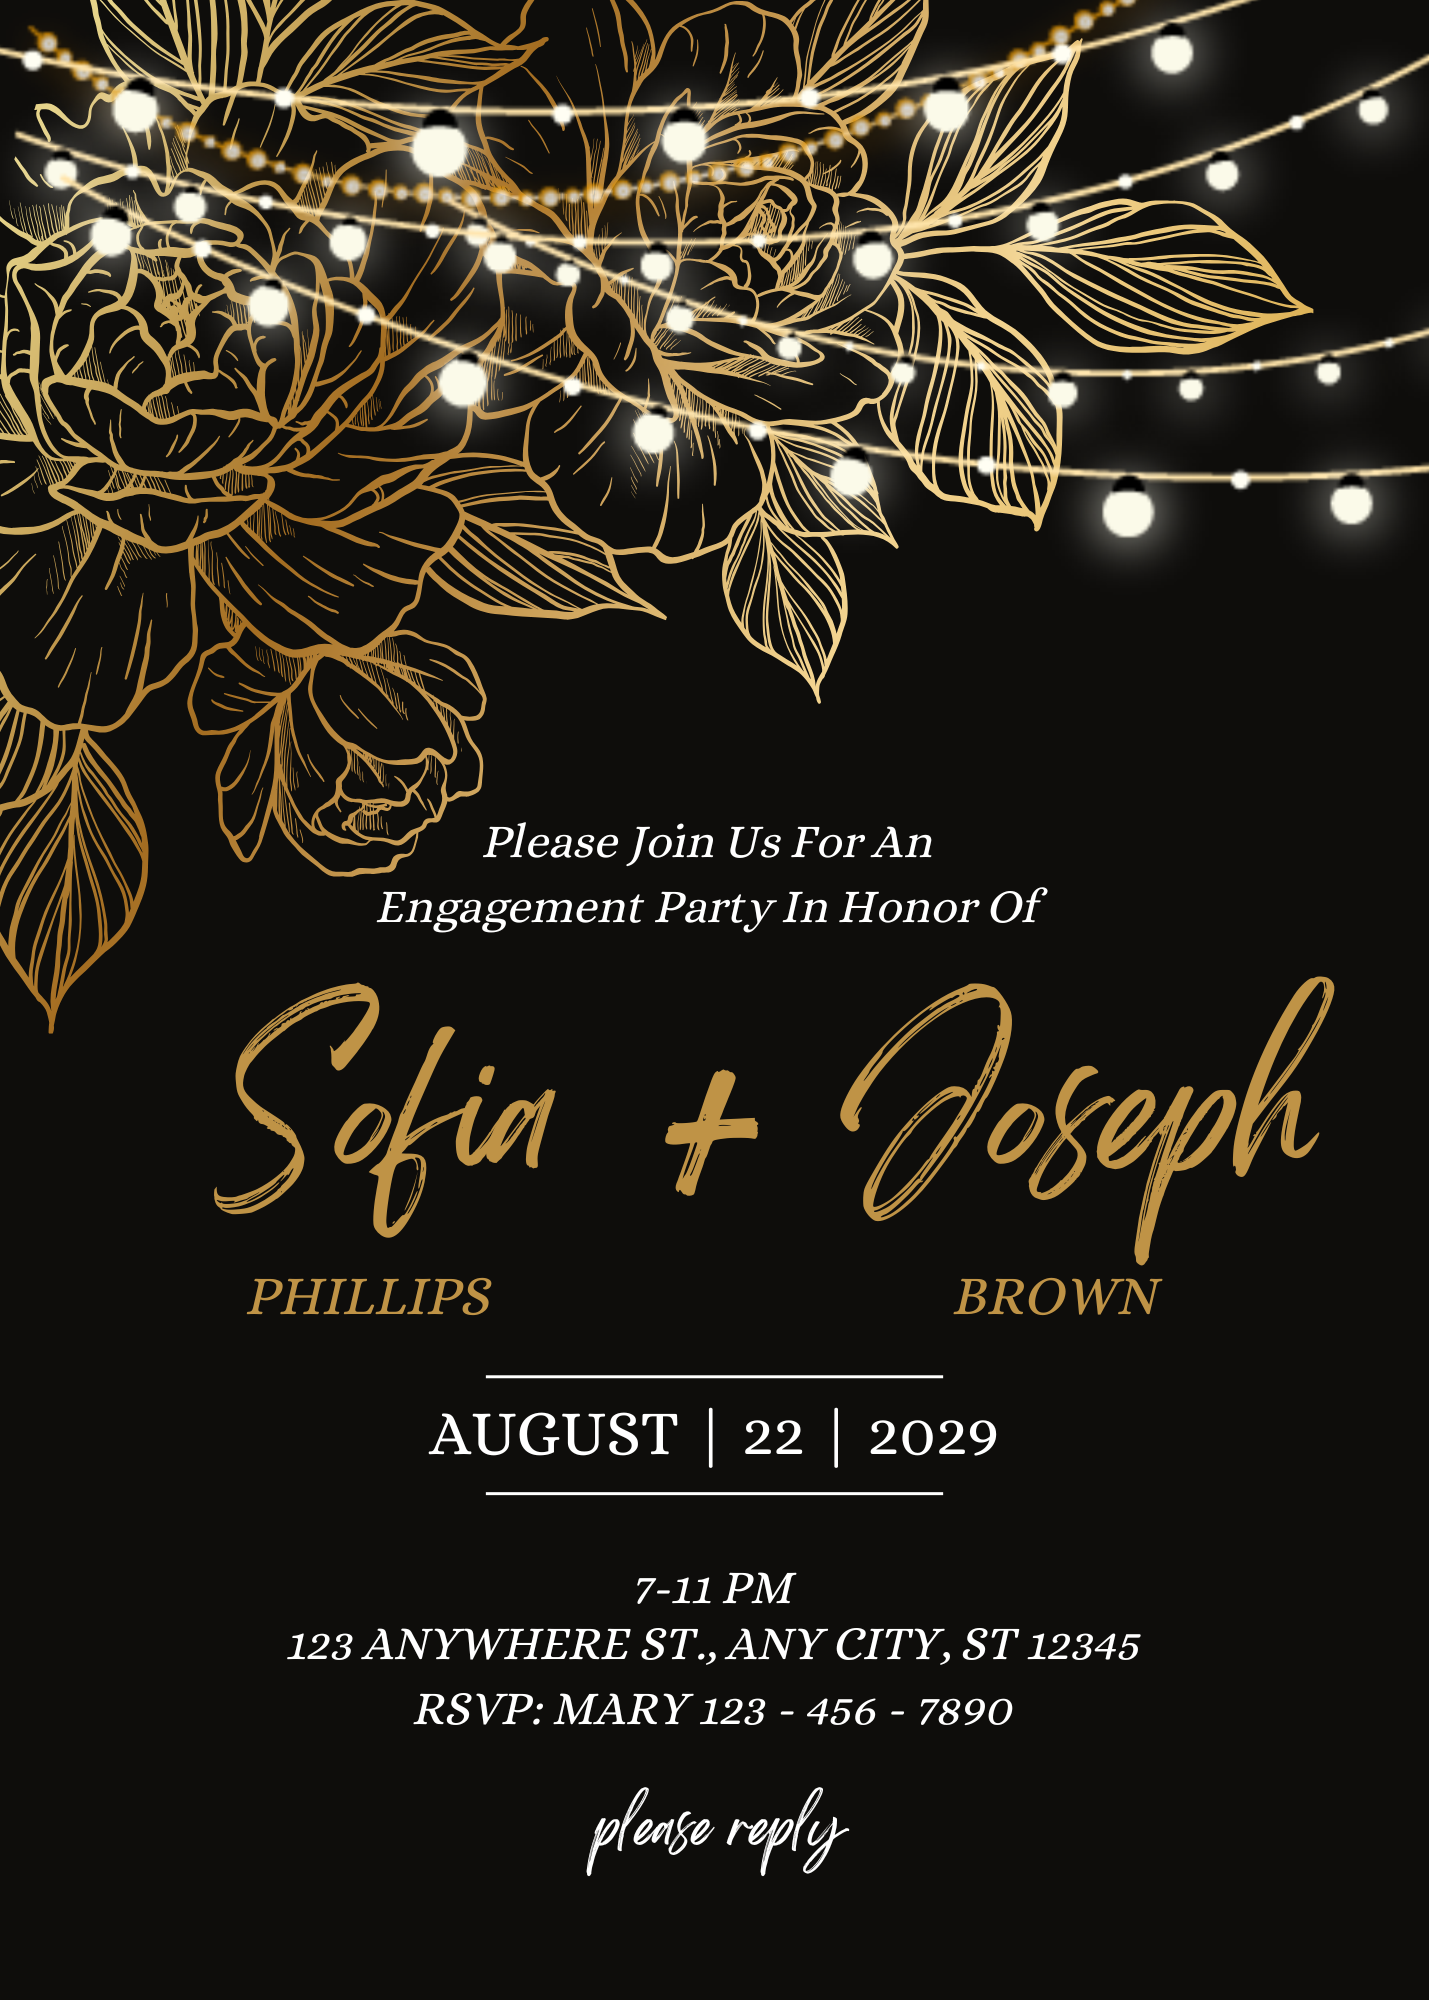 Please Join Us For An
Engagement Party In Honor Of
Sofia + Joseph
PHILLIPS BROWN
AUGUST | 22 | 2029
7-11 PM
123 ANYWHERE ST., ANY CITY, ST 12345
RSVP: MARY 123 - 456 - 7890
please reply